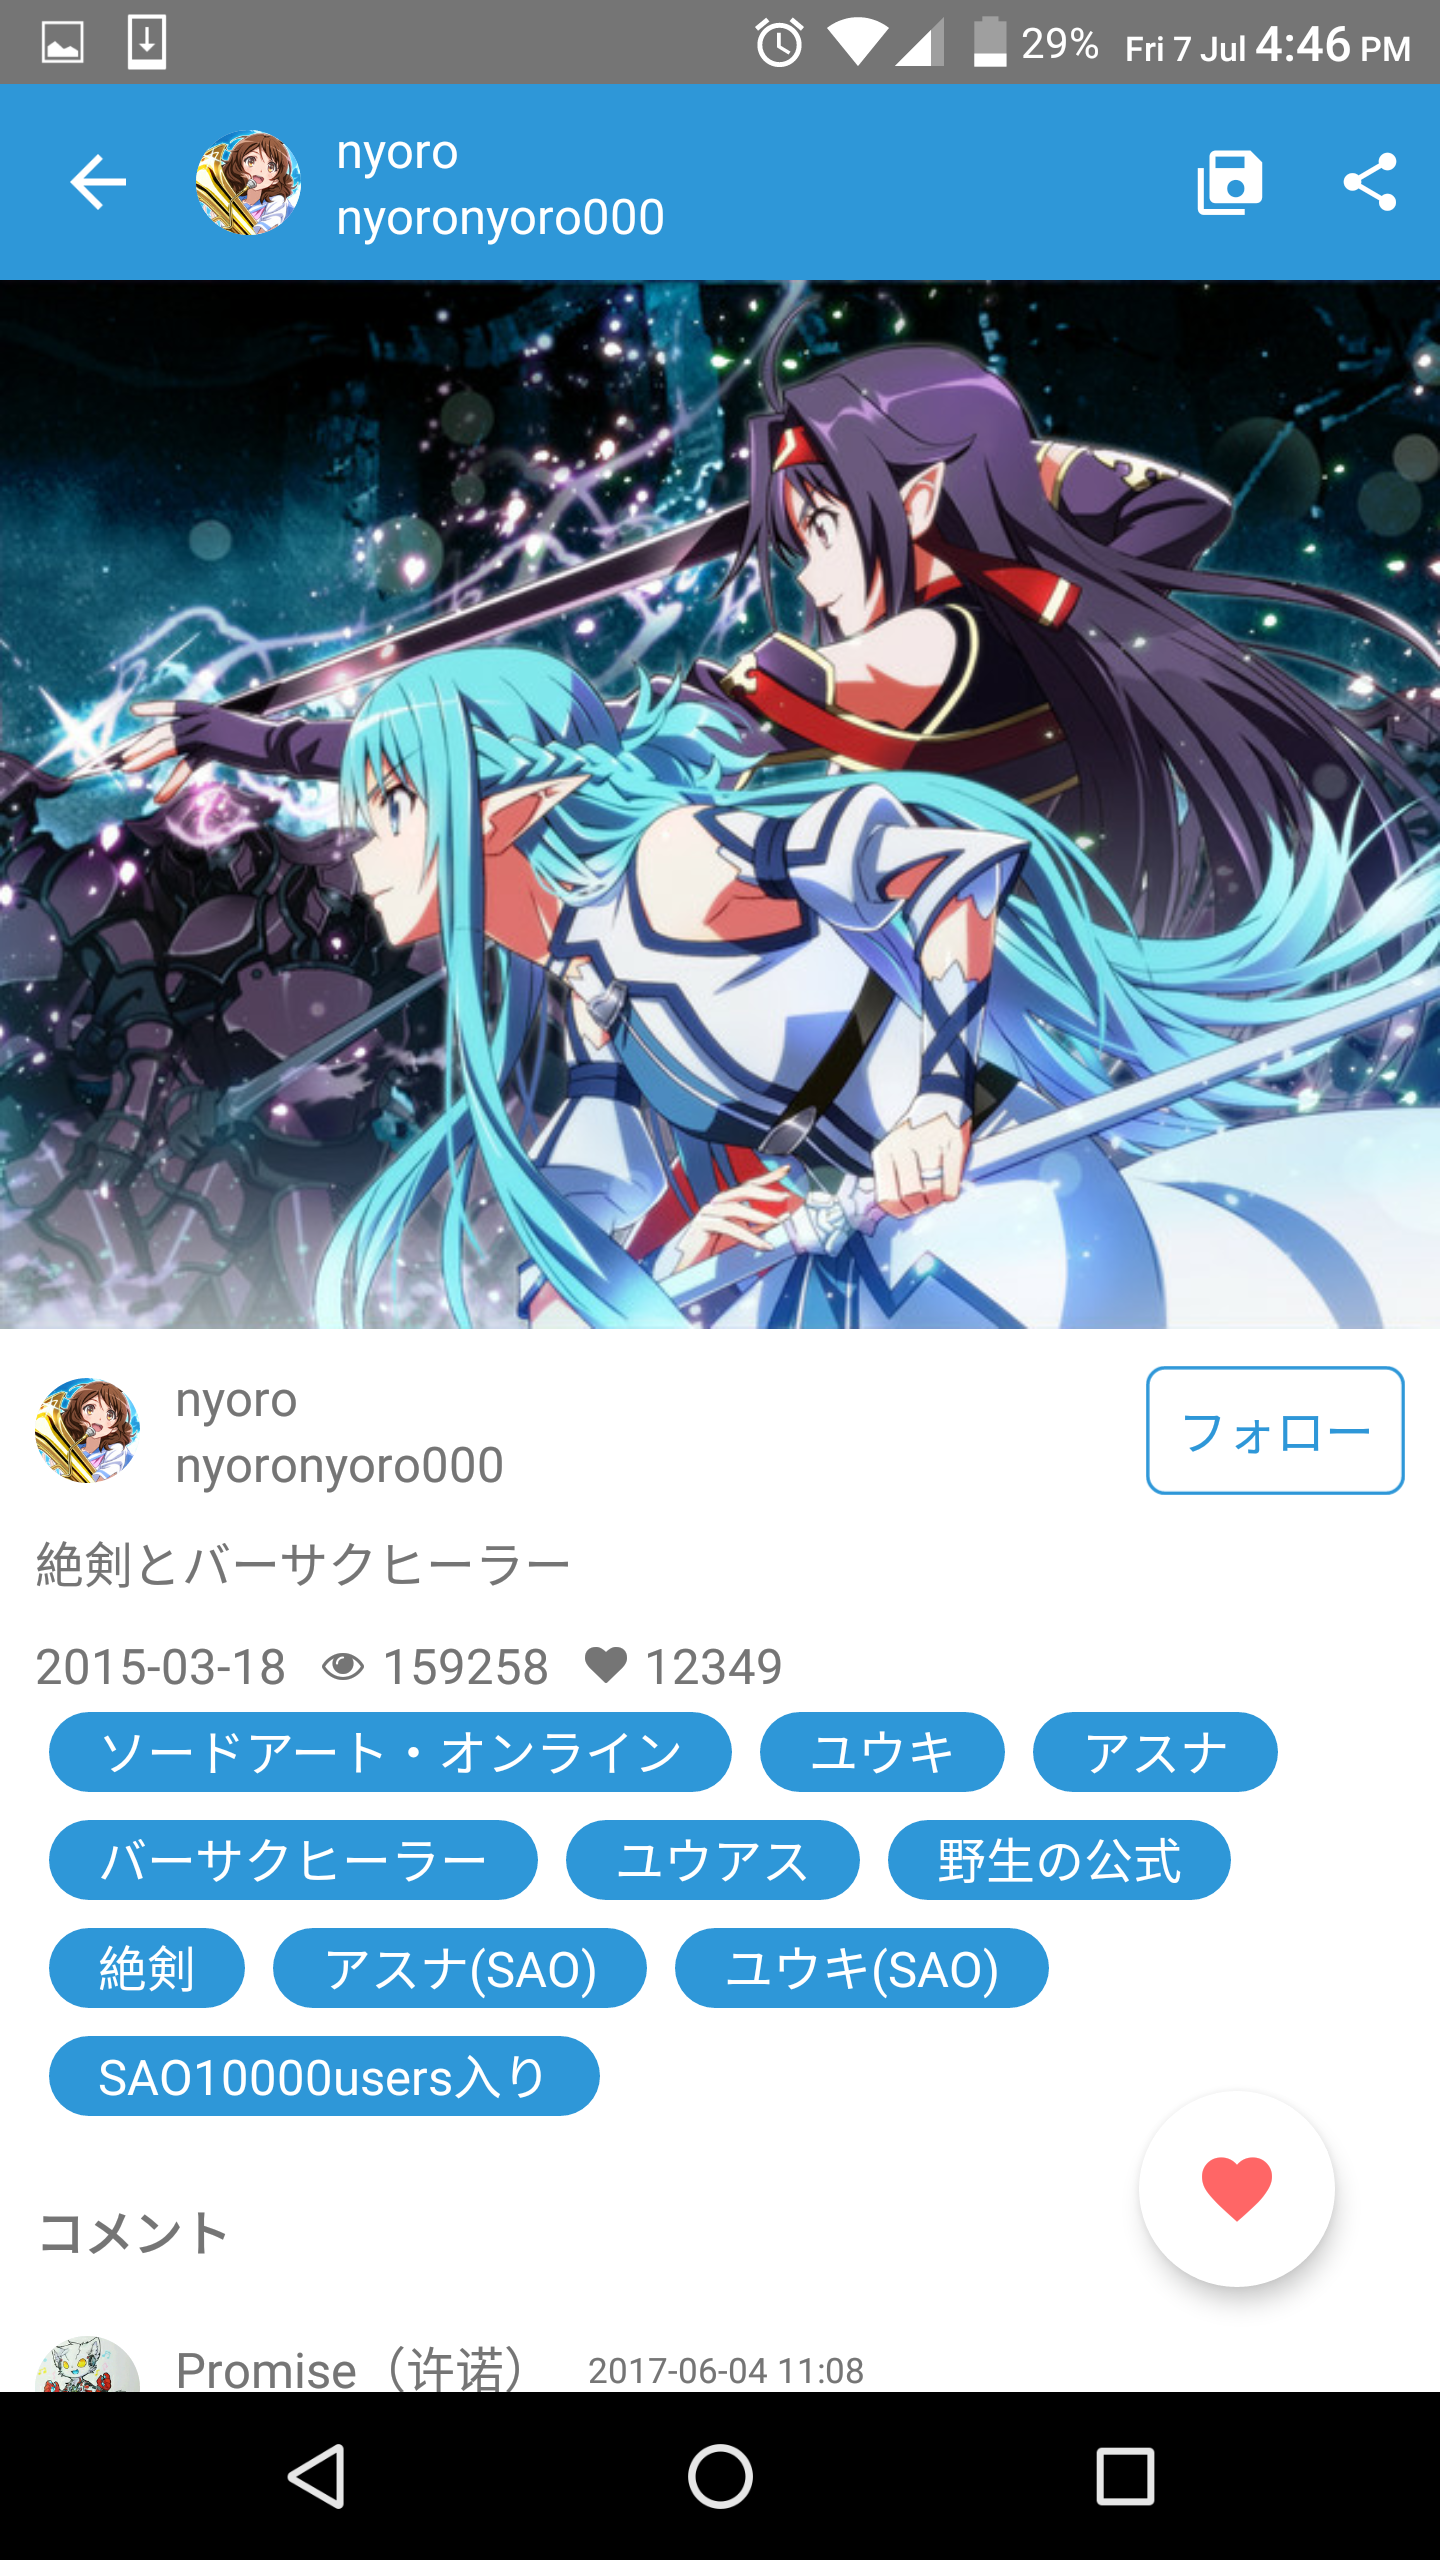 29% Fri 7 Jul 4:46 PM
nyoro
nyoronyoro000
nyoro
nyoronyoro000
フォロー
絶剣とバーサクヒーラー
2015-03-18 159258 12349
ソードアート・オンライン ユウキ アスナ
バーサクヒーラー ユウアス 野生の公式
絶剣 アスナ(SAO) ユウキ(SAO)
SAO10000users入り
コメント
Promise（许诺） 2017-06-04 11:08